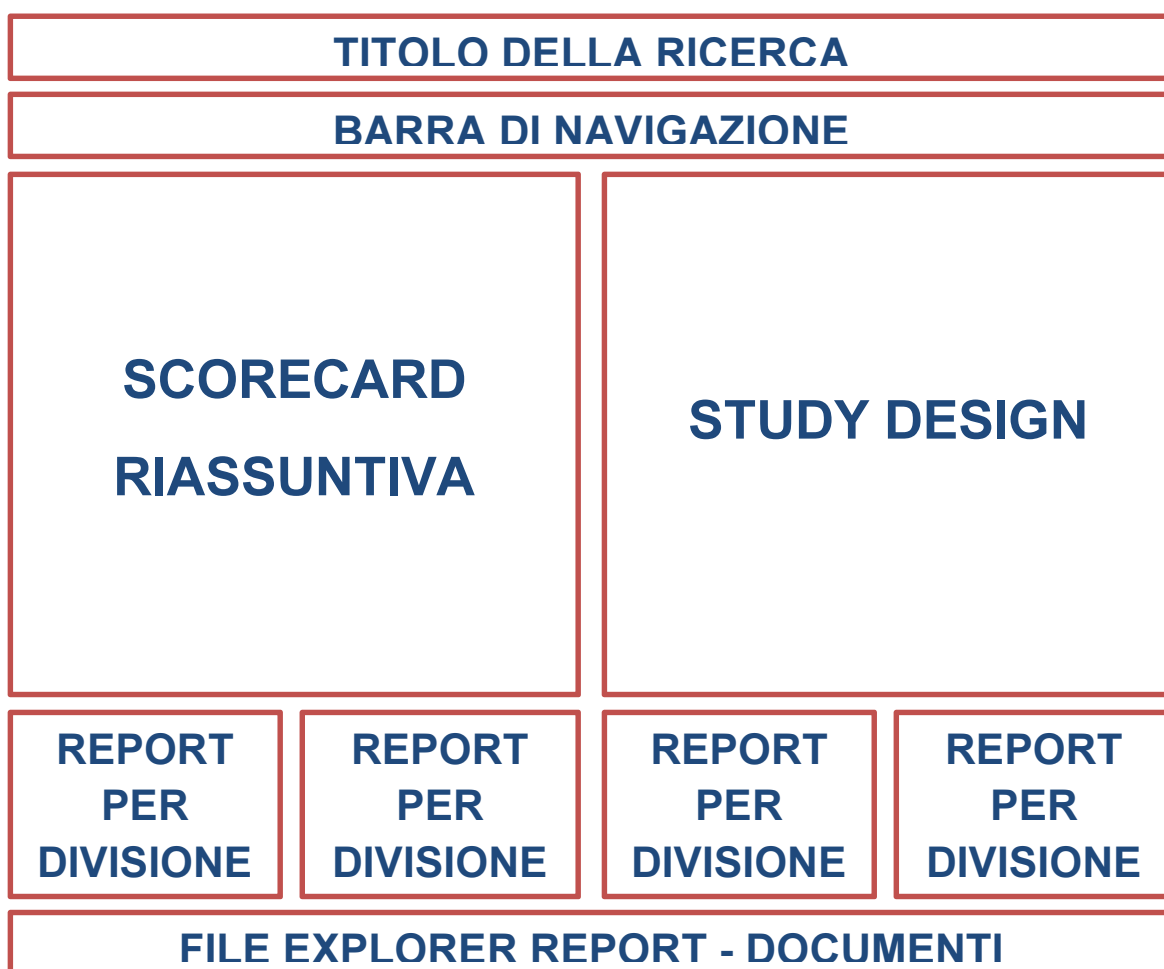 TITOLO DELLA RICERCA
BARRA DI NAVIGAZIONE
SCORECARD
RIASSUNTIVA
STUDY DESIGN
REPORT
PER
DIVISIONE
REPORT
PER
DIVISIONE
REPORT
PER
DIVISIONE
REPORT
PER
DIVISIONE
FILE EXPLORER REPORT - DOCUMENTI